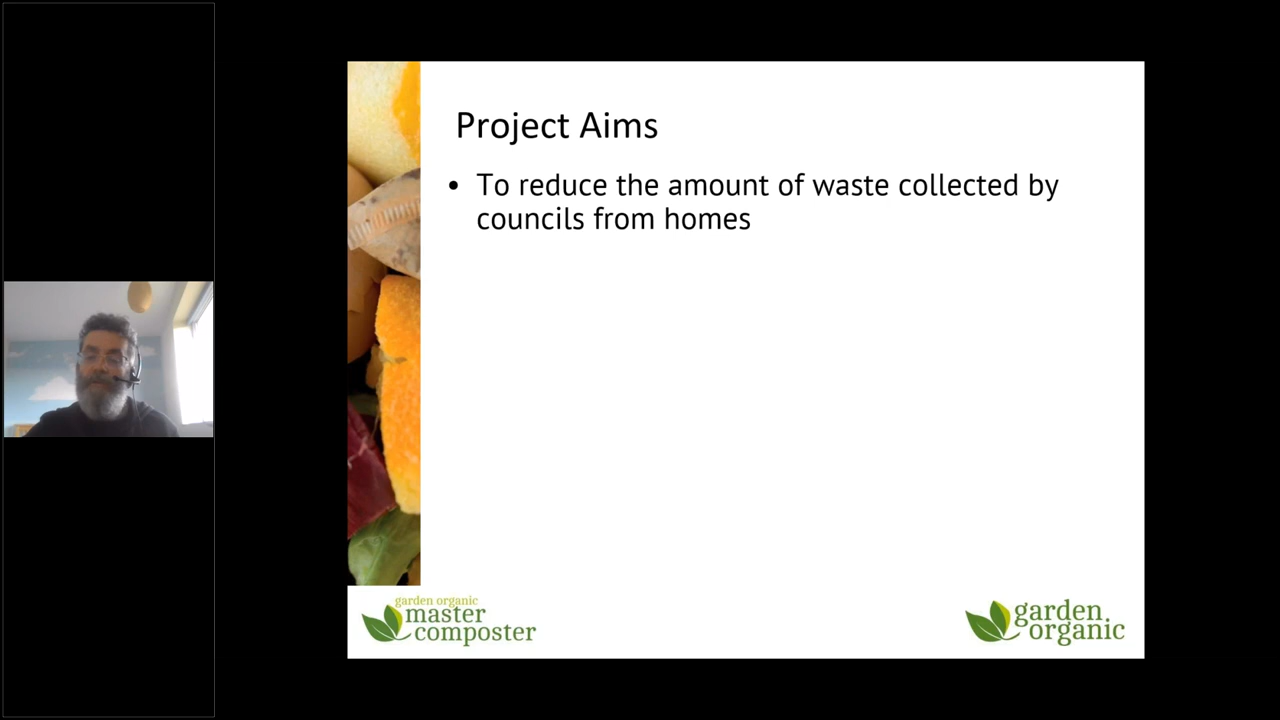 Project Aims
• To reduce the amount of waste collected by
councils from homes
garden organic
master
composter
garden
organic